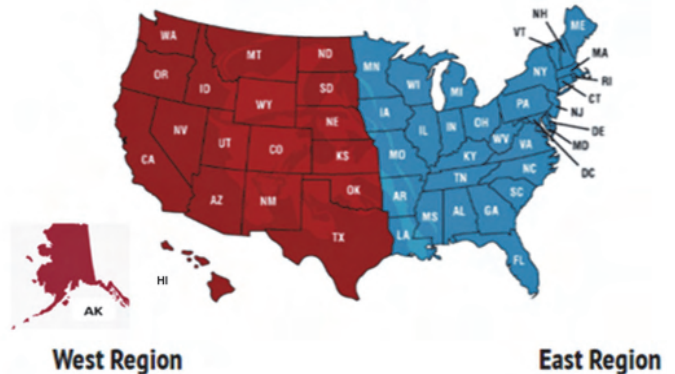 NH
ME
VT
WA
MA
MT
ND
MN
OR
NY
RI
ID
SD
WI
MI
CT
WY
PA
NJ
IA
NE
OH
DE
NV
IL
IN
MD
UT
WV
VA
CO
DC
CA
KS
MO
KY
NC
TN
OK
AR
SC
AZ
NM
MS
AL
GA
TX
LA
FL
HI
AK
West Region
East Region